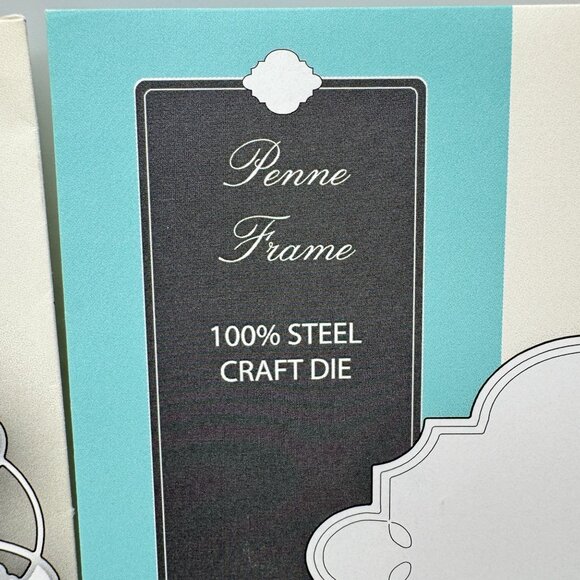 Penne
Frame
100% STEEL
CRAFT DIE